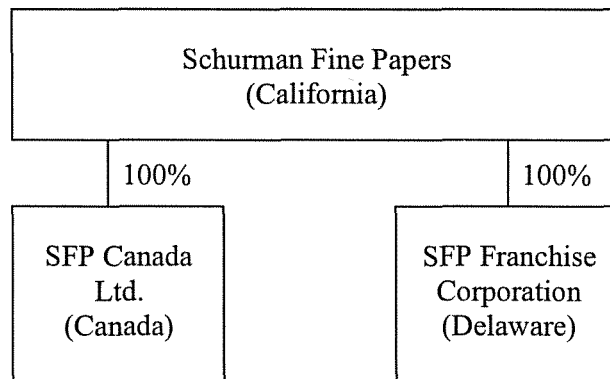 Schurman Fine Papers
(California)
100%
100%
SFP Canada
Ltd.
(Canada)
SFP Franchise
Corporation
(Delaware)